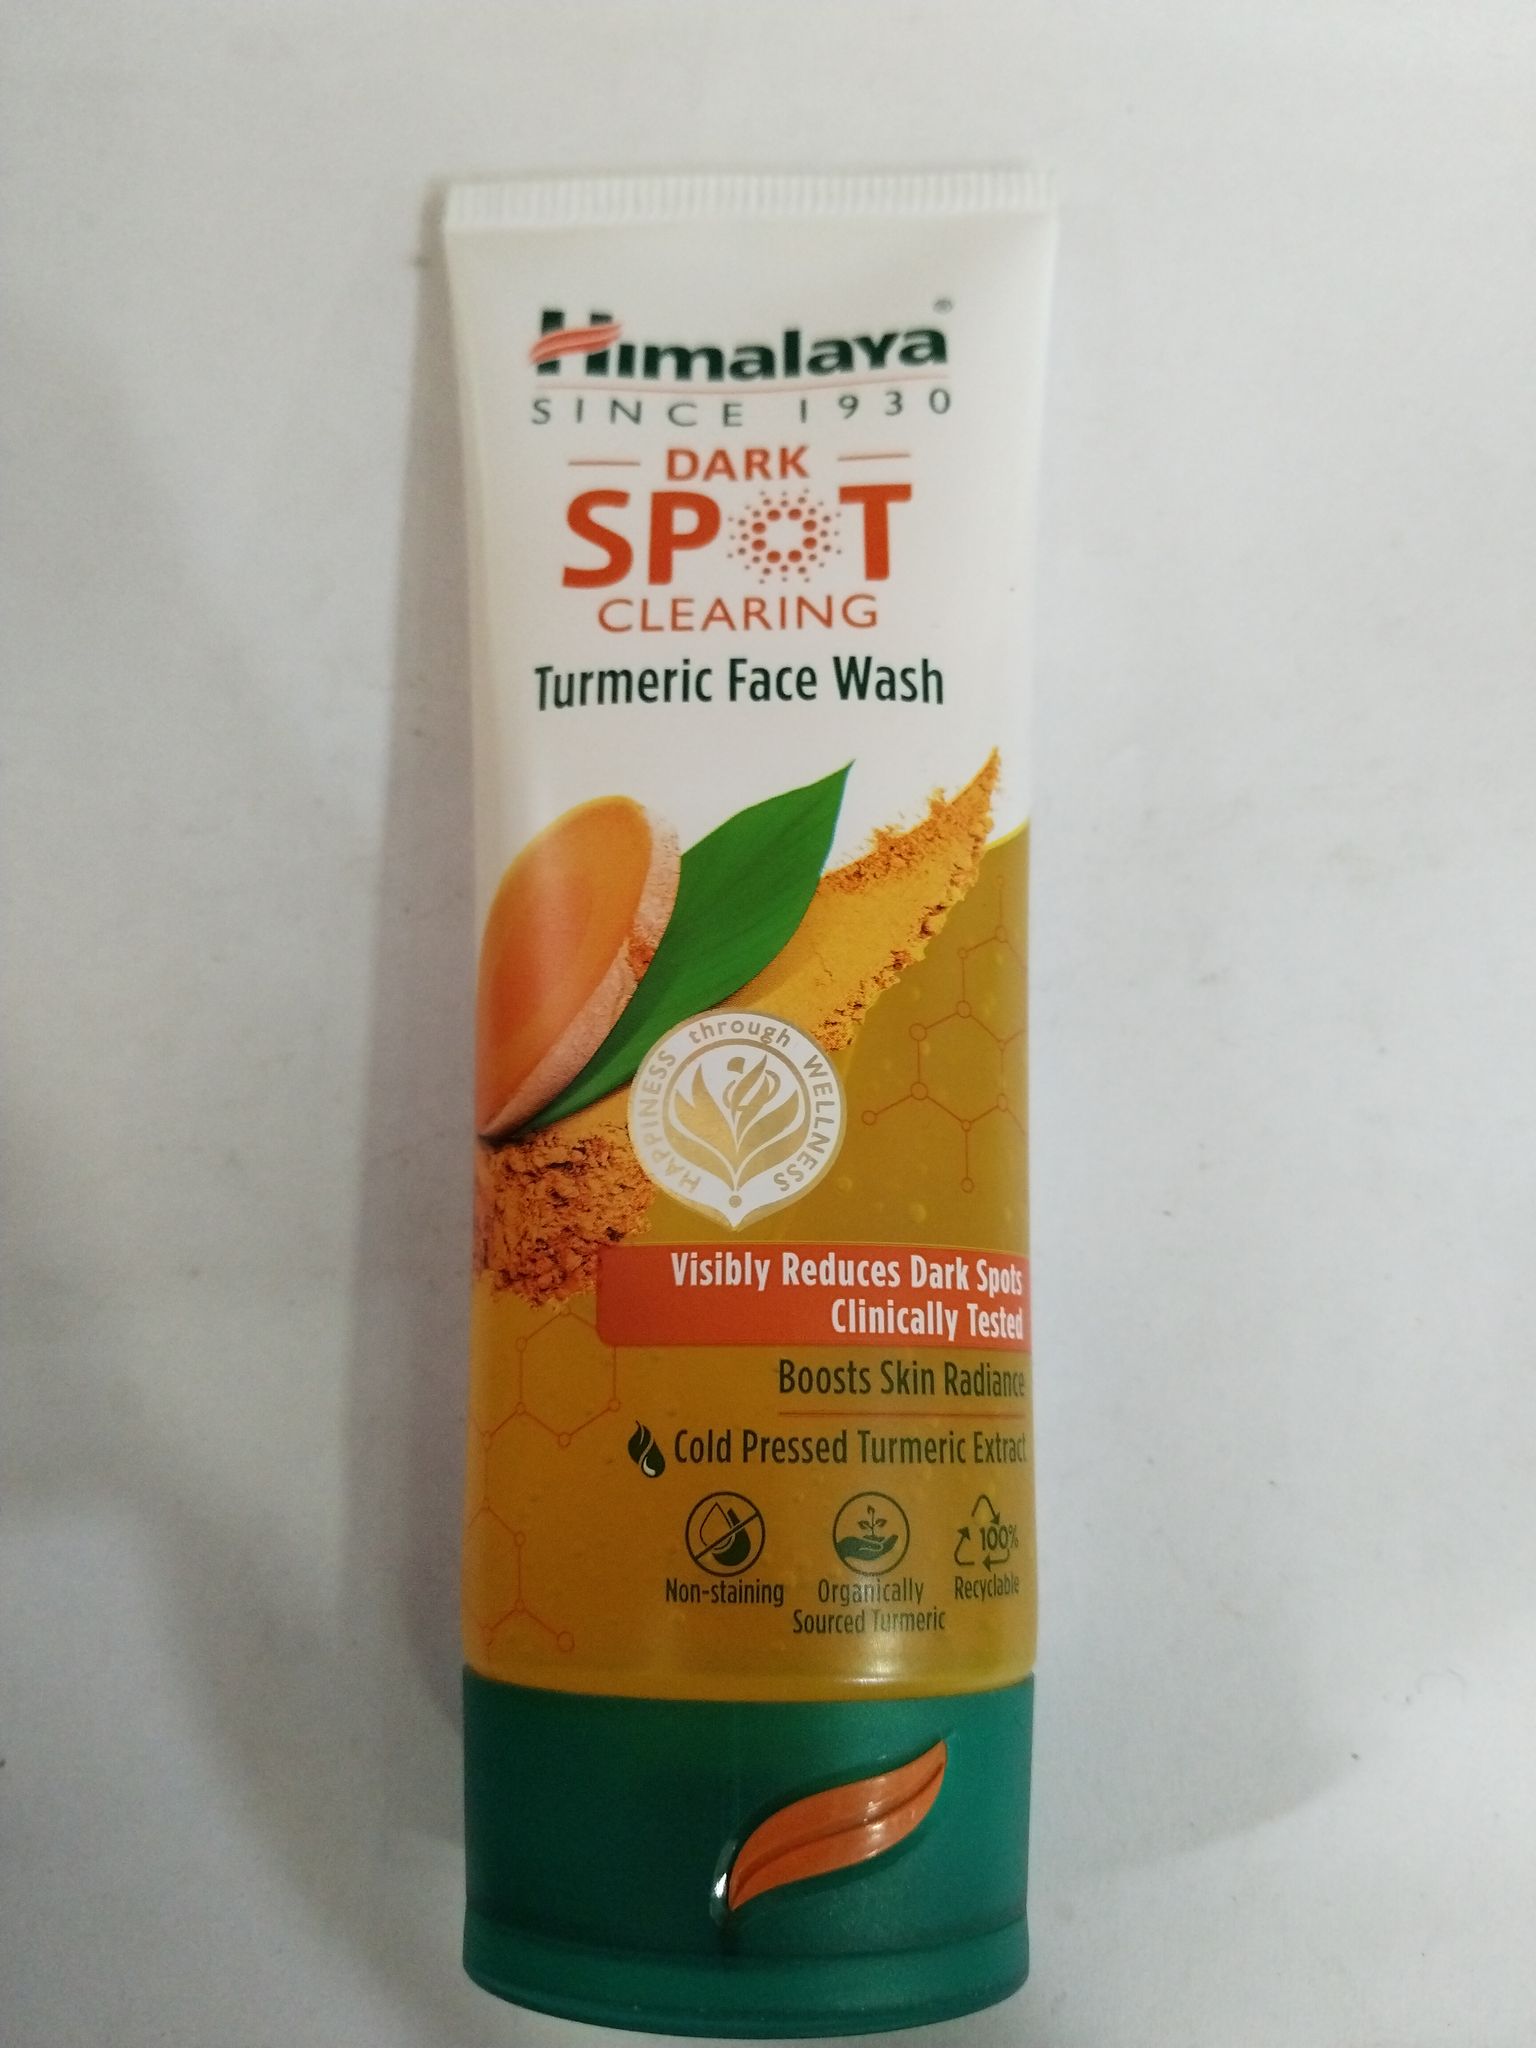 Himalaya®
SINCE 1930
DARK
SPOT
CLEARING
Turmeric Face Wash
HAPPINESS through WELLNESS
Visibly Reduces Dark Spots
Clinically Tested
Boosts Skin Radiance
Cold Pressed Turmeric Extract
Non-staining
Organically
Sourced Turmeric
100%
Recyclable